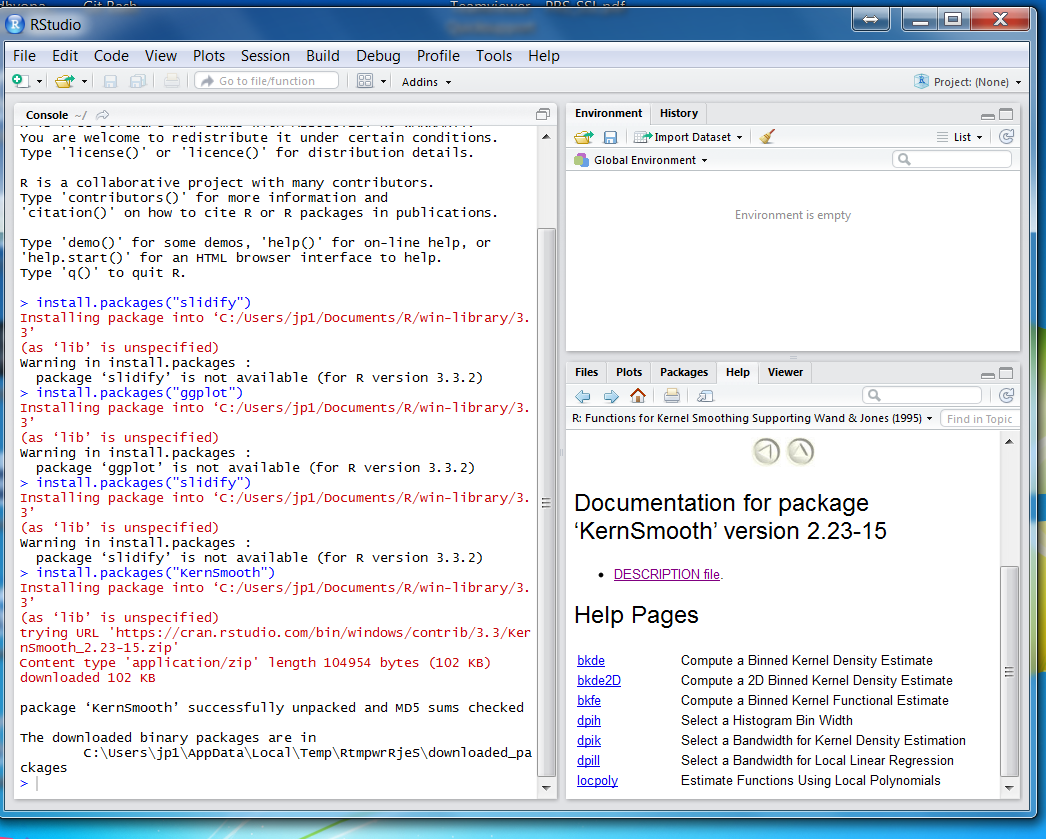 Git Bash
Teamviewer
PRS-SSI.pdf
RStudio
File Edit Code View Plots Session Build Debug Profile Tools Help
Go to file/function
Addins
Project: (None)
Console ~/
You are welcome to redistribute it under certain conditions.
Type 'license()' or 'licence()' for distribution details.
R is a collaborative project with many contributors.
Type 'contributors()' for more information and
'citation()' on how to cite R or R packages in publications.
Type 'demo()' for some demos, 'help()' for on-line help, or
'help.start()' for an HTML browser interface to help.
Type 'q()' to quit R.
> install.packages("slidify")
Installing package into ‘C:/Users/jp1/Documents/R/win-library/3.
3’
(as ‘lib’ is unspecified)
Warning in install.packages :
package ‘slidify’ is not available (for R version 3.3.2)
> install.packages("ggplot")
Installing package into ‘C:/Users/jp1/Documents/R/win-library/3.
3’
(as ‘lib’ is unspecified)
Warning in install.packages :
package ‘ggplot’ is not available (for R version 3.3.2)
> install.packages("slidify")
Installing package into ‘C:/Users/jp1/Documents/R/win-library/3.
3’
(as ‘lib’ is unspecified)
Warning in install.packages :
package ‘slidify’ is not available (for R version 3.3.2)
> install.packages("KernSmooth")
Installing package into ‘C:/Users/jp1/Documents/R/win-library/3.
3’
(as ‘lib’ is unspecified)
trying URL 'https://cran.rstudio.com/bin/windows/contrib/3.3/Ker
nSmooth_2.23-15.zip'
Content type 'application/zip' length 104954 bytes (102 KB)
downloaded 102 KB
package ‘KernSmooth’ successfully unpacked and MD5 sums checked
The downloaded binary packages are in
C:\Users\jp1\AppData\Local\Temp\RtmpwrRjeS\downloaded_pa
ckages
>
Environment History
Import Dataset
List
Global Environment
Environment is empty
Files Plots Packages Help Viewer
R: Functions for Kernel Smoothing Supporting Wand & Jones (1995)
Find in Topic
Documentation for package
‘KernSmooth’ version 2.23-15
• DESCRIPTION file.
Help Pages
bkde Compute a Binned Kernel Density Estimate
bkde2D Compute a 2D Binned Kernel Density Estimate
bkfe Compute a Binned Kernel Functional Estimate
dpih Select a Histogram Bin Width
dpik Select a Bandwidth for Kernel Density Estimation
dpill Select a Bandwidth for Local Linear Regression
locpoly Estimate Functions Using Local Polynomials